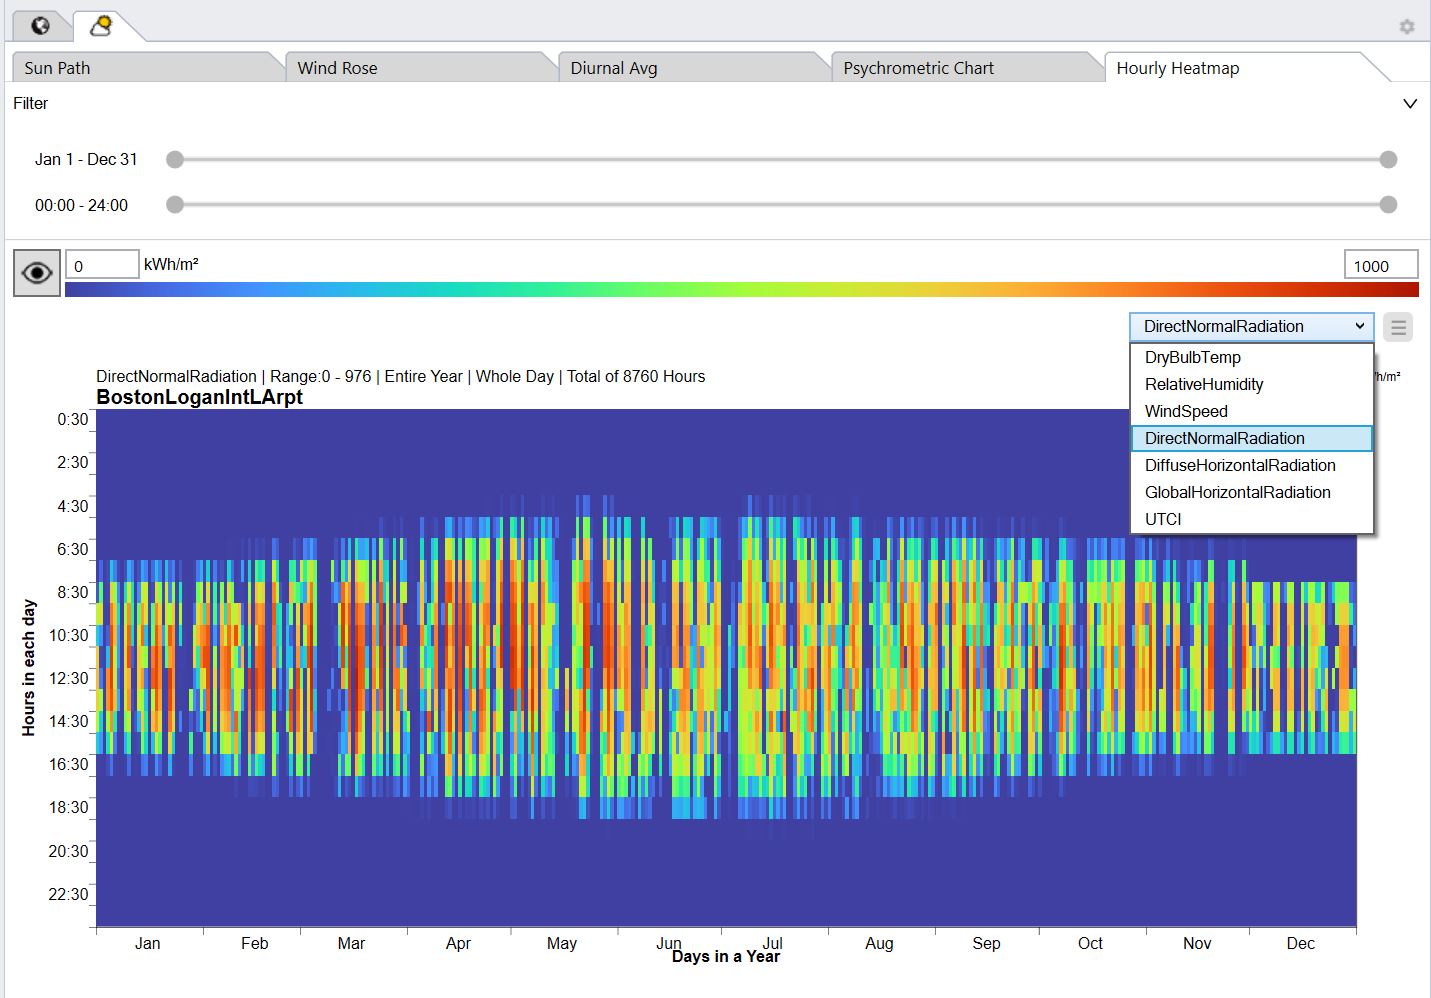 Sun Path
Wind Rose
Diurnal Avg
Psychrometric Chart
Hourly Heatmap
Filter
Jan 1 - Dec 31
00:00 - 24:00
0
kWh/m²
1000
DirectNormalRadiation
DryBulbTemp
RelativeHumidity
WindSpeed
DirectNormalRadiation
DiffuseHorizontalRadiation
GlobalHorizontalRadiation
UTCI
DirectNormalRadiation | Range:0 - 976 | Entire Year | Whole Day | Total of 8760 Hours
h/m²
BostonLoganIntLArpt
0:30
2:30
4:30
6:30
8:30
10:30
12:30
14:30
16:30
18:30
20:30
22:30
Hours in each day
Jan
Feb
Mar
Apr
May
Jun
Jul
Aug
Sep
Oct
Nov
Dec
Days in a Year